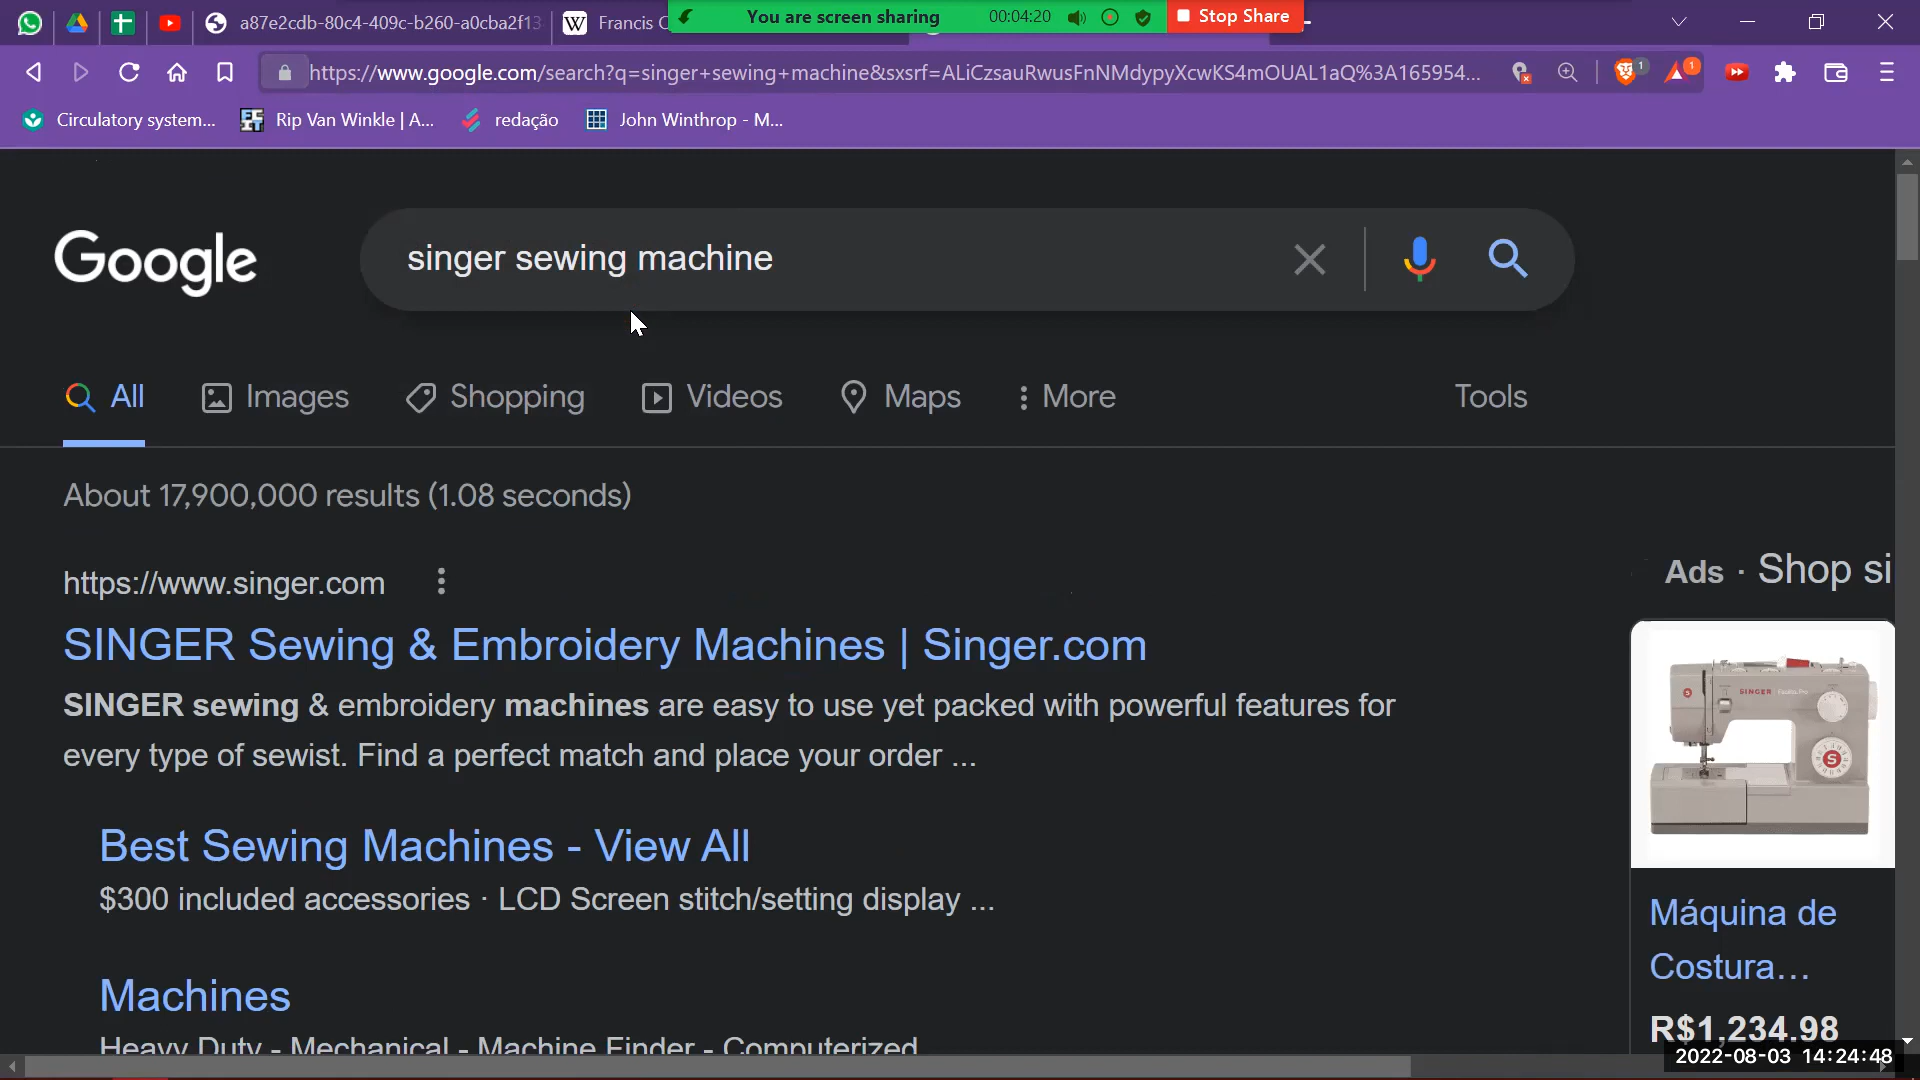 a87e2cdb-80c4-409c-b260-a0cba2f13
W Francis C
You are screen sharing 00:04:20 Stop Share
https://www.google.com/search?q=singer+sewing+machine&sxsrf=ALiCzsauRwusFnNMdypyXcwKS4mOUAL1aQ%3A165954... 1 1
Circulatory system... Rip Van Winkle | A... redação John Winthrop - M...
Google singer sewing machine
All Images Shopping Videos Maps More Tools
About 17,900,000 results (1.08 seconds)
https://www.singer.com
SINGER Sewing & Embroidery Machines | Singer.com
SINGER sewing & embroidery machines are easy to use yet packed with powerful features for
every type of sewist. Find a perfect match and place your order ...
Best Sewing Machines - View All
$300 included accessories · LCD Screen stitch/setting display ...
Machines
Heavy Duty - Mechanical - Machine Finder - Computerized
Ads · Shop si
SINGER
S
Máquina de
Costura...
R$1,234.98
2022-08-03 14:24:48